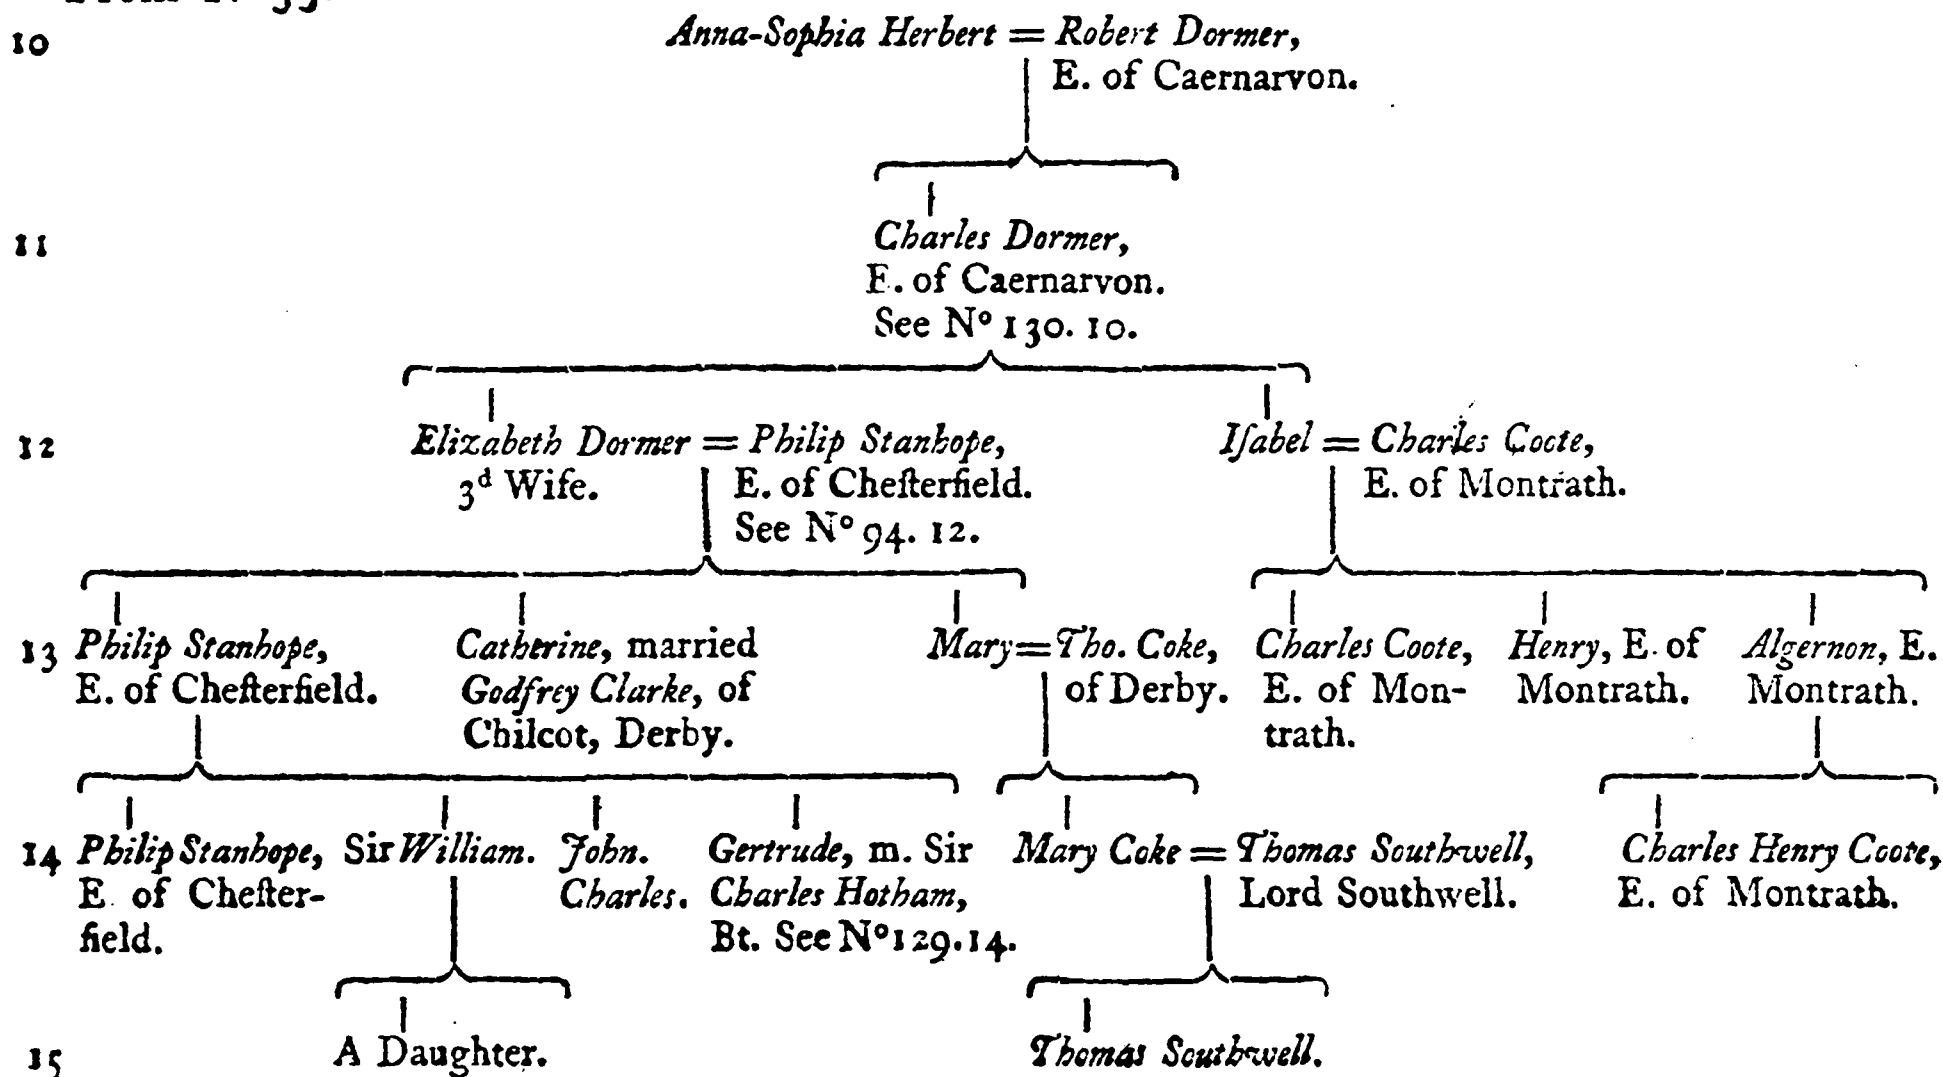 10 Anna-Sophia Herbert = Robert Dormer,
E. of Caernarvon.
11 Charles Dormer,
E. of Caernarvon.
See Nº 130. 10.
12 Elizabeth Dormer = Philip Stanhope, Iſabel = Charles Coote,
3d Wife. E. of Cheſterfield. E. of Montrath.
See Nº 94. 12.
13 Philip Stanhope, Catherine, married Mary = Tho. Coke, Charles Coote, Henry, E. of Algernon, E.
E. of Cheſterfield. Godfrey Clarke, of of Derby. E. of Mon- Montrath. Montrath.
Chilcot, Derby. trath.
14 Philip Stanhope, Sir William. John. Gertrude, m. Sir Mary Coke = Thomas Southwell, Charles Henry Coote,
E. of Cheſter- Charles. Charles Hotham, Lord Southwell. E. of Montrath.
field. Bt. See Nº 129. 14.
15 A Daughter. Thomas Southwell.